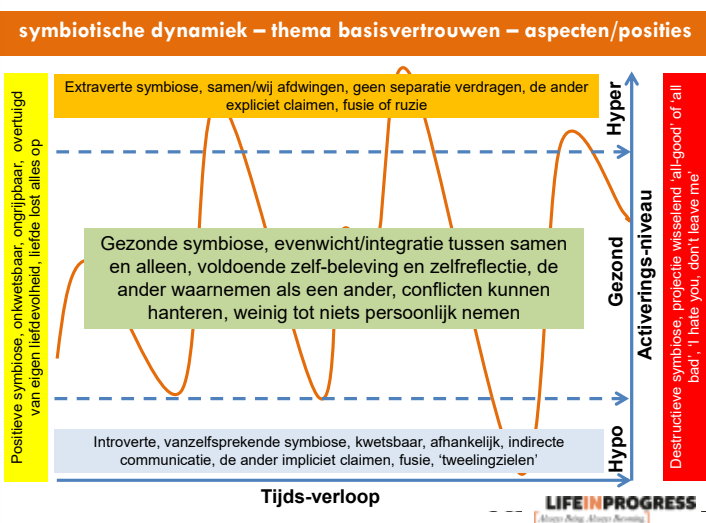 symbiotische dynamiek – thema basisvertrouwen – aspecten/posities
Positieve symbiose, onkwetsbaar, ongrijpbaar, overtuigd
van eigen liefdevolheid, liefde lost alles op
Extraverte symbiose, samen/wij afdwingen, geen separatie verdragen, de ander
expliciet claimen, fusie of ruzie
Gezonde symbiose, evenwicht/integratie tussen samen
en alleen, voldoende zelf-beleving en zelfreflectie, de
ander waarnemen als een ander, conflicten kunnen
hanteren, weinig tot niets persoonlijk nemen
Introverte, vanzelfsprekende symbiose, kwetsbaar, afhankelijk, indirecte
communicatie, de ander impliciet claimen, fusie, ‘tweelingzielen’
Hyper
Gezond
Hypo
Activerings-niveau
Destructieve symbiose, projectie wisselend ‘all-good’ of ‘all
bad’, ‘I hate you, don’t leave me’
Tijds-verloop
LIFEINPROGRESS
Always Being Always Becoming